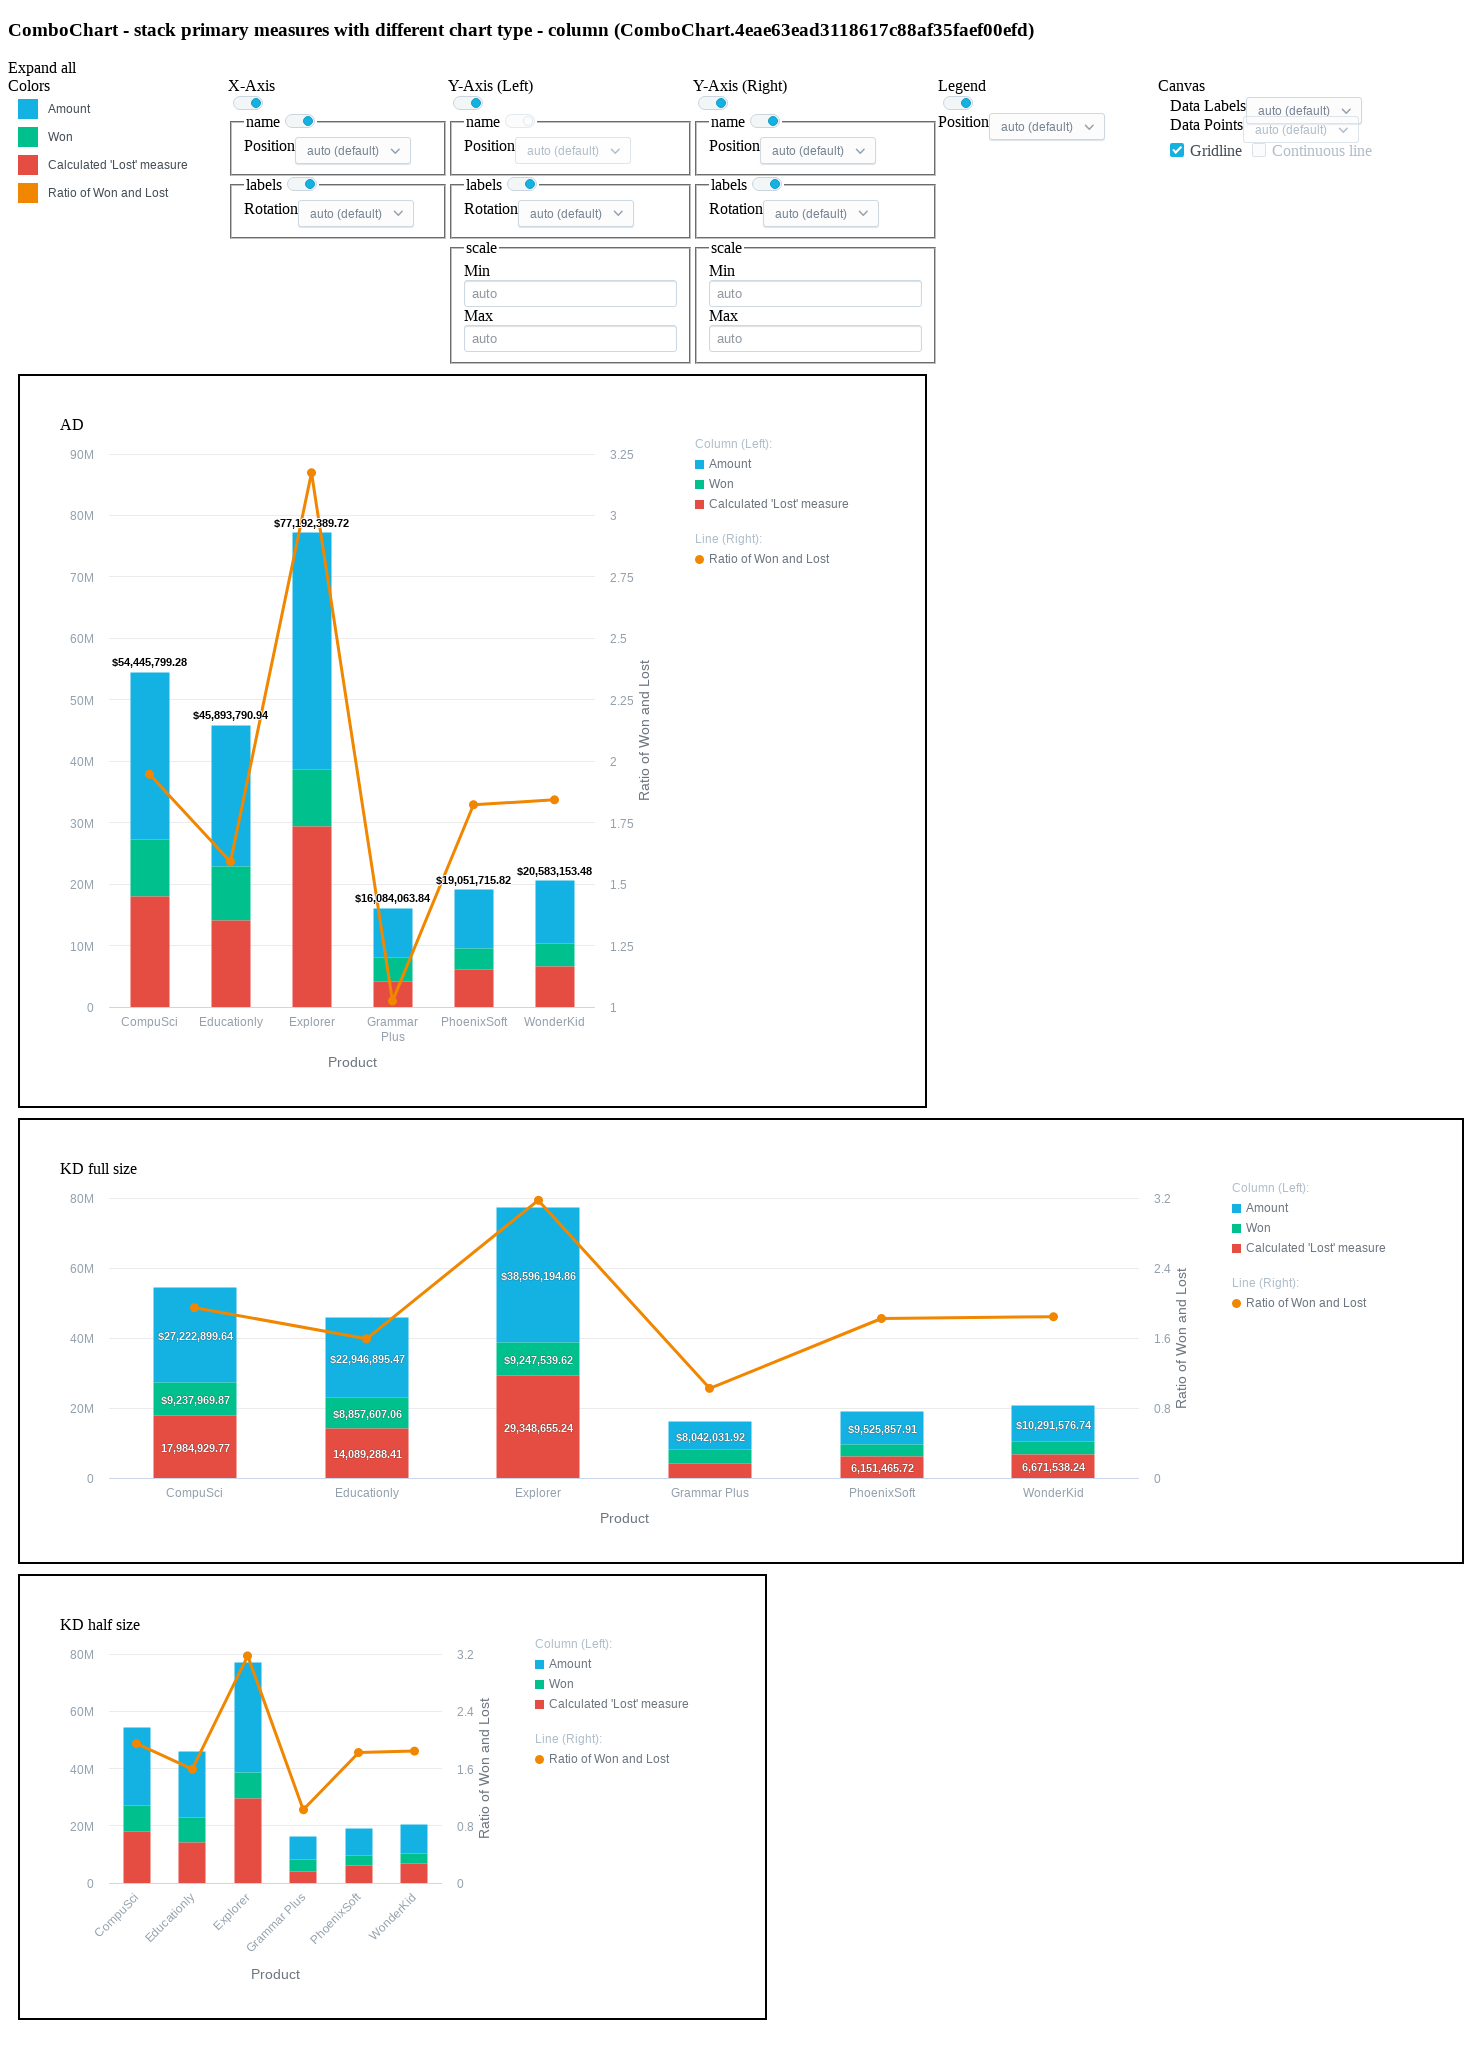 ComboChart - stack primary measures with different chart type - column (ComboChart.4eae63ead3118617c88af35faef00efd)
Expand all
Colors
Amount
Won
Calculated 'Lost' measure
Ratio of Won and Lost
X-Axis
name
Position auto (default)
labels
Rotation auto (default)
Y-Axis (Left)
name
Position auto (default)
labels
Rotation auto (default)
scale
Min
auto
Max
auto
Y-Axis (Right)
name
Position auto (default)
labels
Rotation auto (default)
scale
Min
auto
Max
auto
Legend
Position auto (default)
Canvas
Data Labels auto (default)
Data Points auto (default)
Gridline Continuous line
AD
90M
80M
70M
60M
50M
40M
30M
20M
10M
0
$54,445,799.28
$45,893,790.94
$77,192,389.72
$16,084,063.84
$19,051,715.82
$20,583,153.48
CompuSci
Educationly
Explorer
Grammar
Plus
PhoenixSoft
WonderKid
Product
3.25
3
2.75
2.5
2.25
2
1.75
1.5
1.25
1
Ratio of Won and Lost
Column (Left):
Amount
Won
Calculated 'Lost' measure
Line (Right):
Ratio of Won and Lost
KD full size
80M
60M
40M
20M
0
$27,222,899.64
$9,237,969.87
17,984,929.77
$22,946,895.47
$8,857,607.06
14,089,288.41
$38,596,194.86
$9,247,539.62
29,348,655.24
$8,042,031.92
$9,525,857.91
6,151,465.72
$10,291,576.74
6,671,538.24
CompuSci
Educationly
Explorer
Grammar Plus
PhoenixSoft
WonderKid
Product
3.2
2.4
1.6
0.8
0
Ratio of Won and Lost
Column (Left):
Amount
Won
Calculated 'Lost' measure
Line (Right):
Ratio of Won and Lost
KD half size
80M
60M
40M
20M
0
CompuSci
Educationly
Explorer
Grammar Plus
PhoenixSoft
WonderKid
Product
3.2
2.4
1.6
0.8
0
Ratio of Won and Lost
Column (Left):
Amount
Won
Calculated 'Lost' measure
Line (Right):
Ratio of Won and Lost